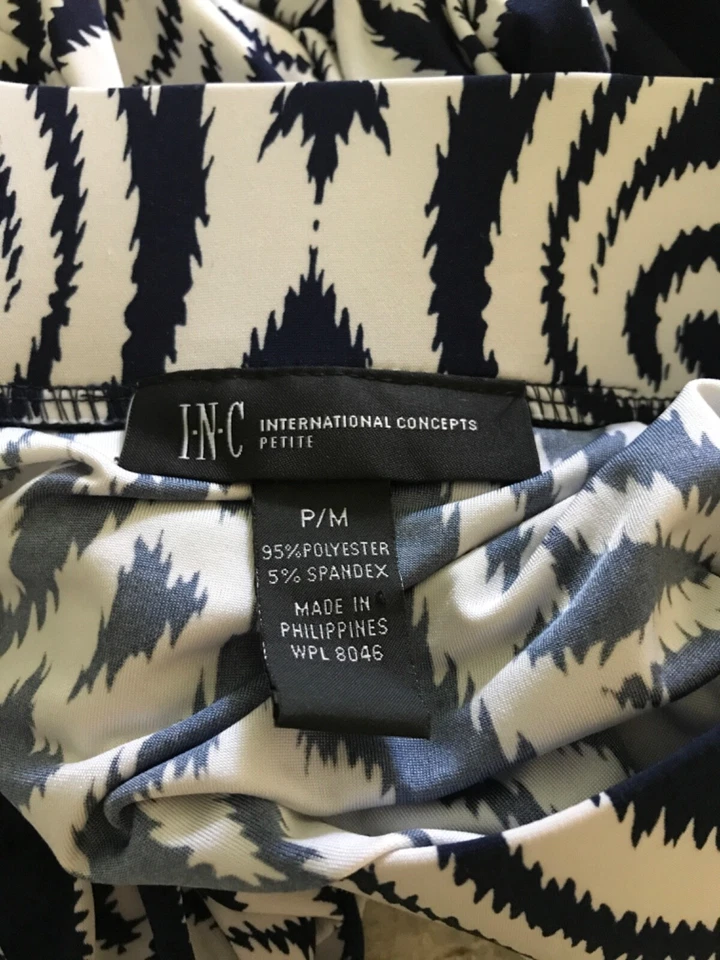 I·N·C INTERNATIONAL CONCEPTS
PETITE
P/M
95%POLYESTER
5% SPANDEX
MADE IN
PHILIPPINES
WPL 8046